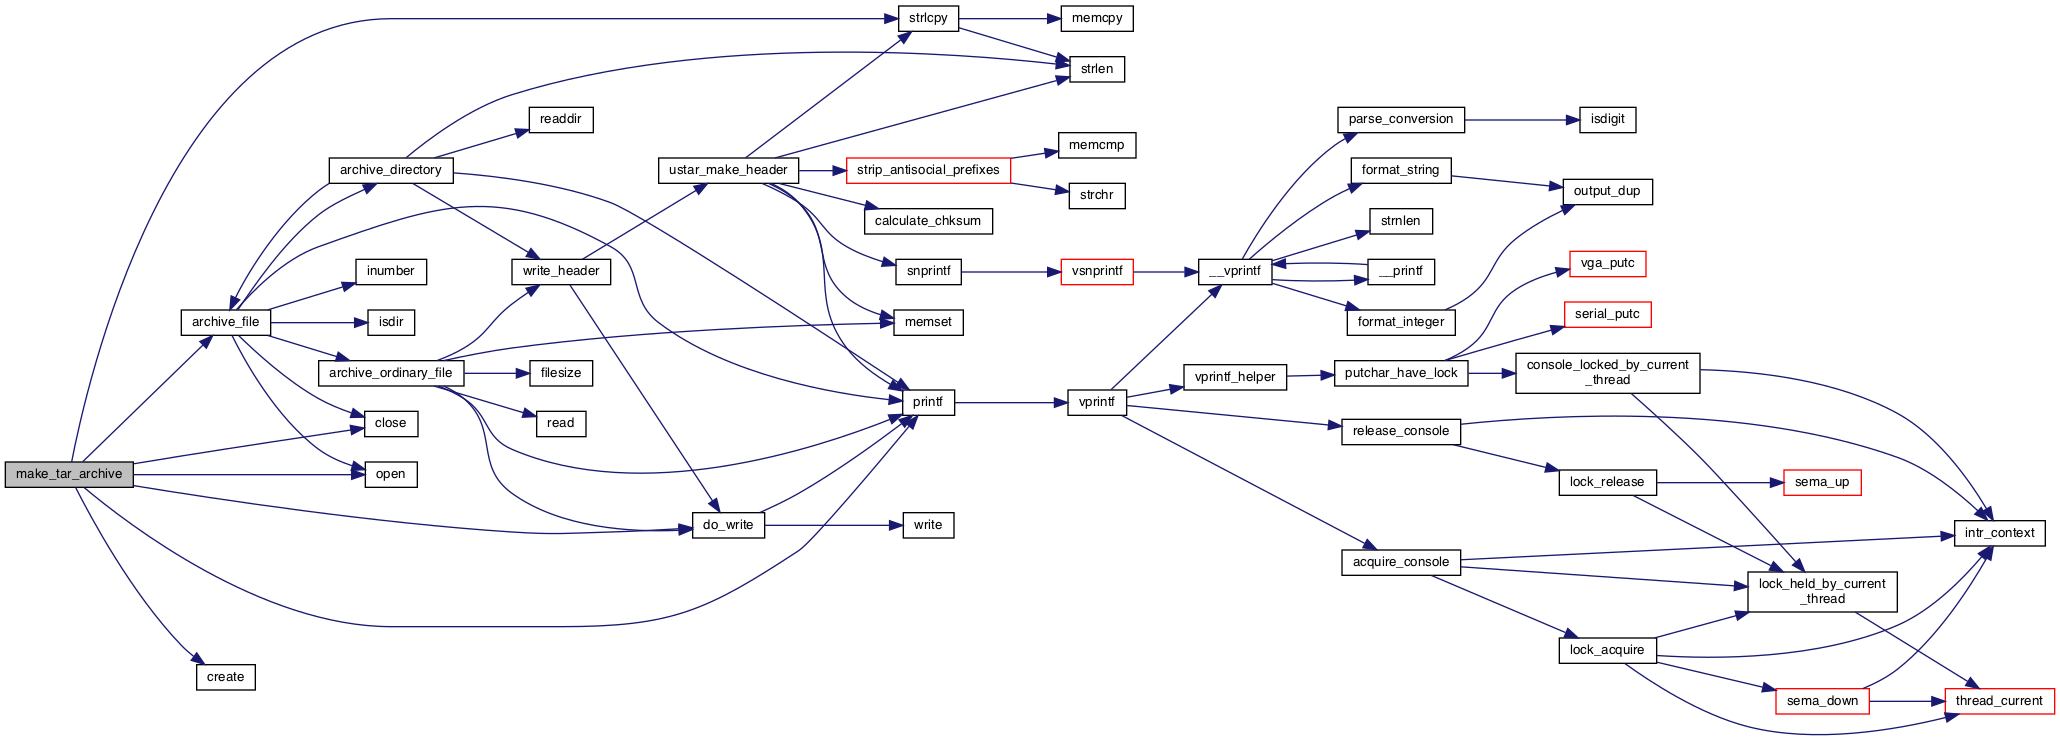 make_tar_archive
archive_file
create
archive_directory
inumber
isdir
archive_ordinary_file
close
open
readdir
write_header
filesize
read
ustar_make_header
do_write
strlcpy
strip_antisocial_prefixes
calculate_chksum
snprintf
memset
printf
write
memcpy
strlen
memcmp
strchr
vsnprintf
vprintf
__vprintf
vprintf_helper
parse_conversion
format_string
strnlen
__printf
format_integer
putchar_have_lock
release_console
acquire_console
isdigit
output_dup
vga_putc
serial_putc
console_locked_by_current
_thread
lock_release
lock_acquire
sema_up
lock_held_by_current
_thread
sema_down
intr_context
thread_current